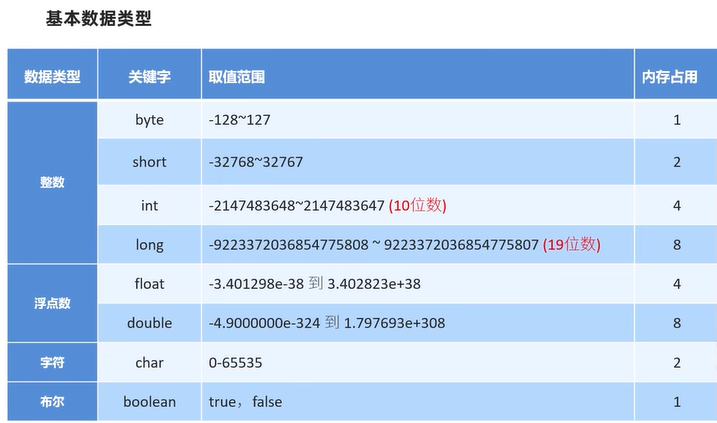 基本数据类型
数据类型 关键字 取值范围 内存占用
整数
byte -128~127 1
short -32768~32767 2
int -2147483648~2147483647 (10位数) 4
long -9223372036854775808 ~ 9223372036854775807 (19位数) 8
浮点数
float -3.401298e-38 到 3.402823e+38 4
double -4.9000000e-324 到 1.797693e+308 8
字符 char 0-65535 2
布尔 boolean true，false 1